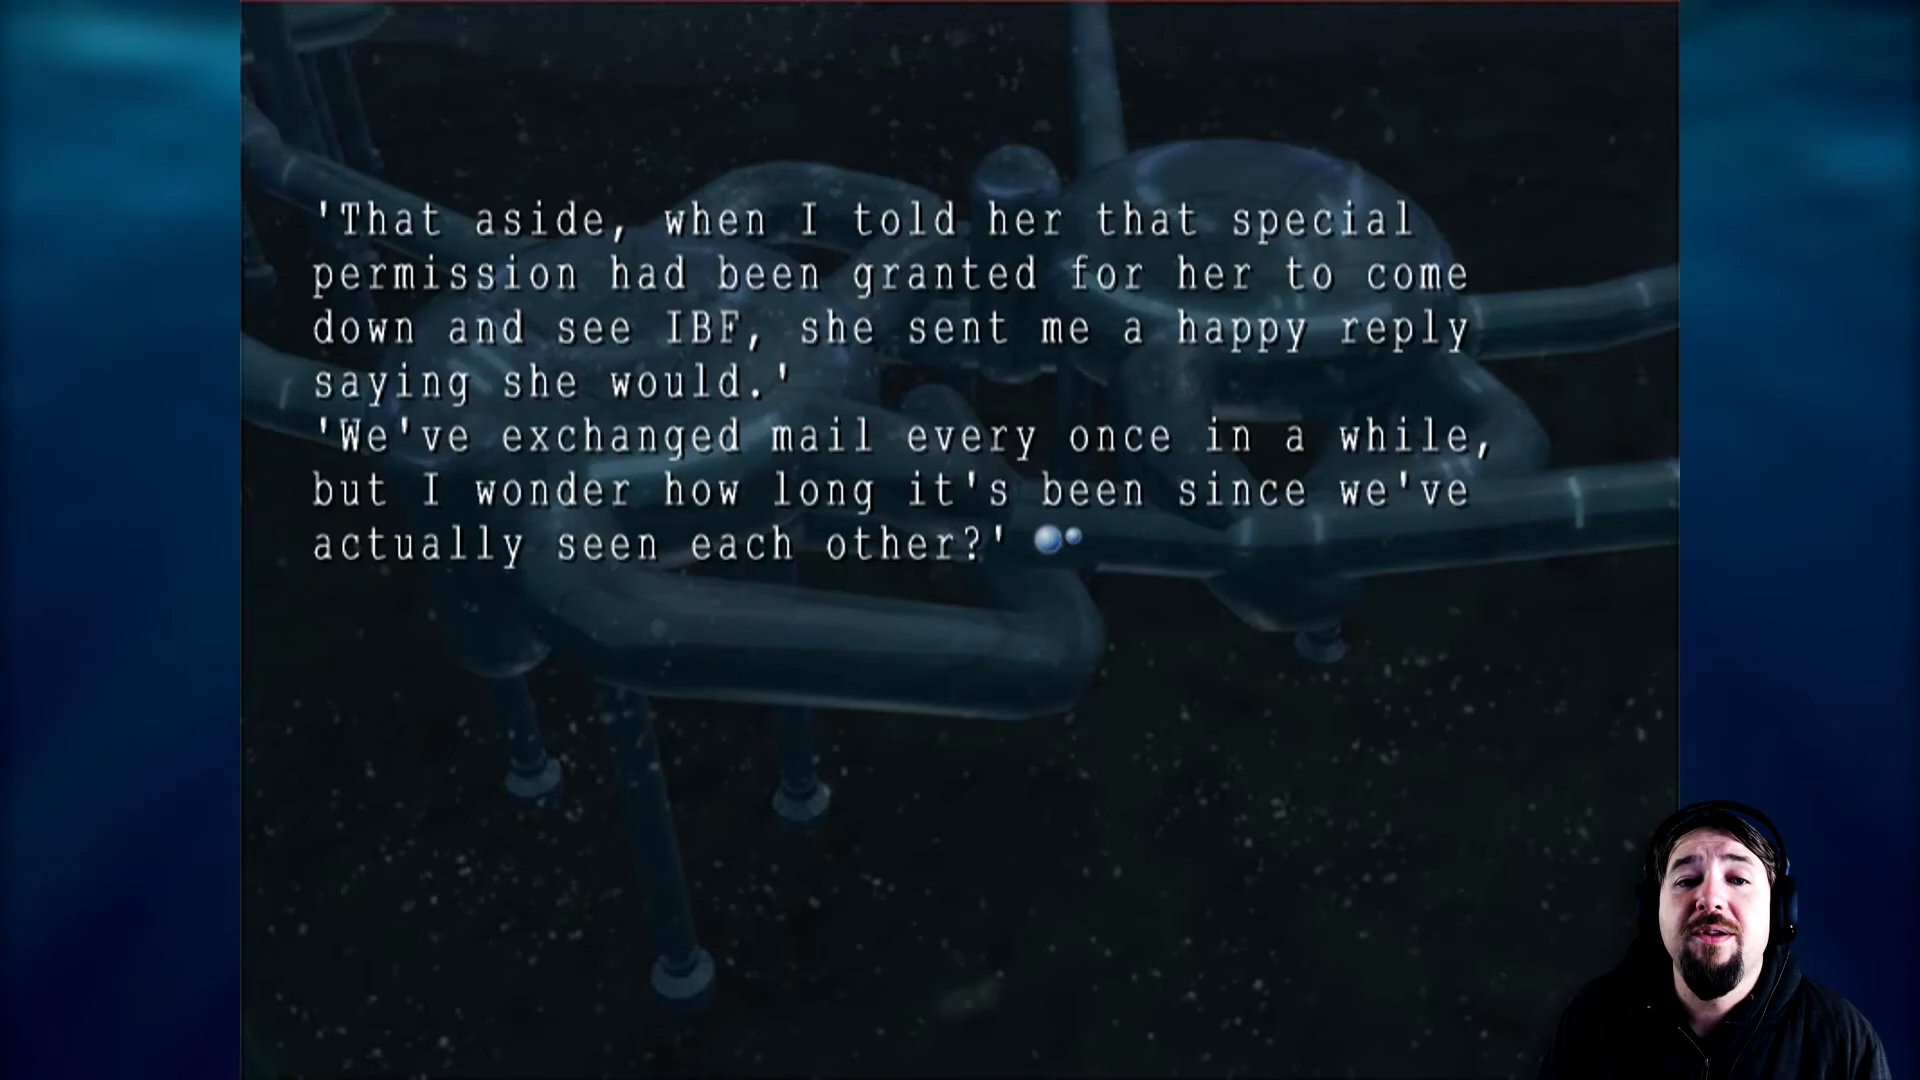 'That aside, when I told her that special
permission had been granted for her to come
down and see IBF, she sent me a happy reply
saying she would.'
'We've exchanged mail every once in a while,
but I wonder how long it's been since we've
actually seen each other?'